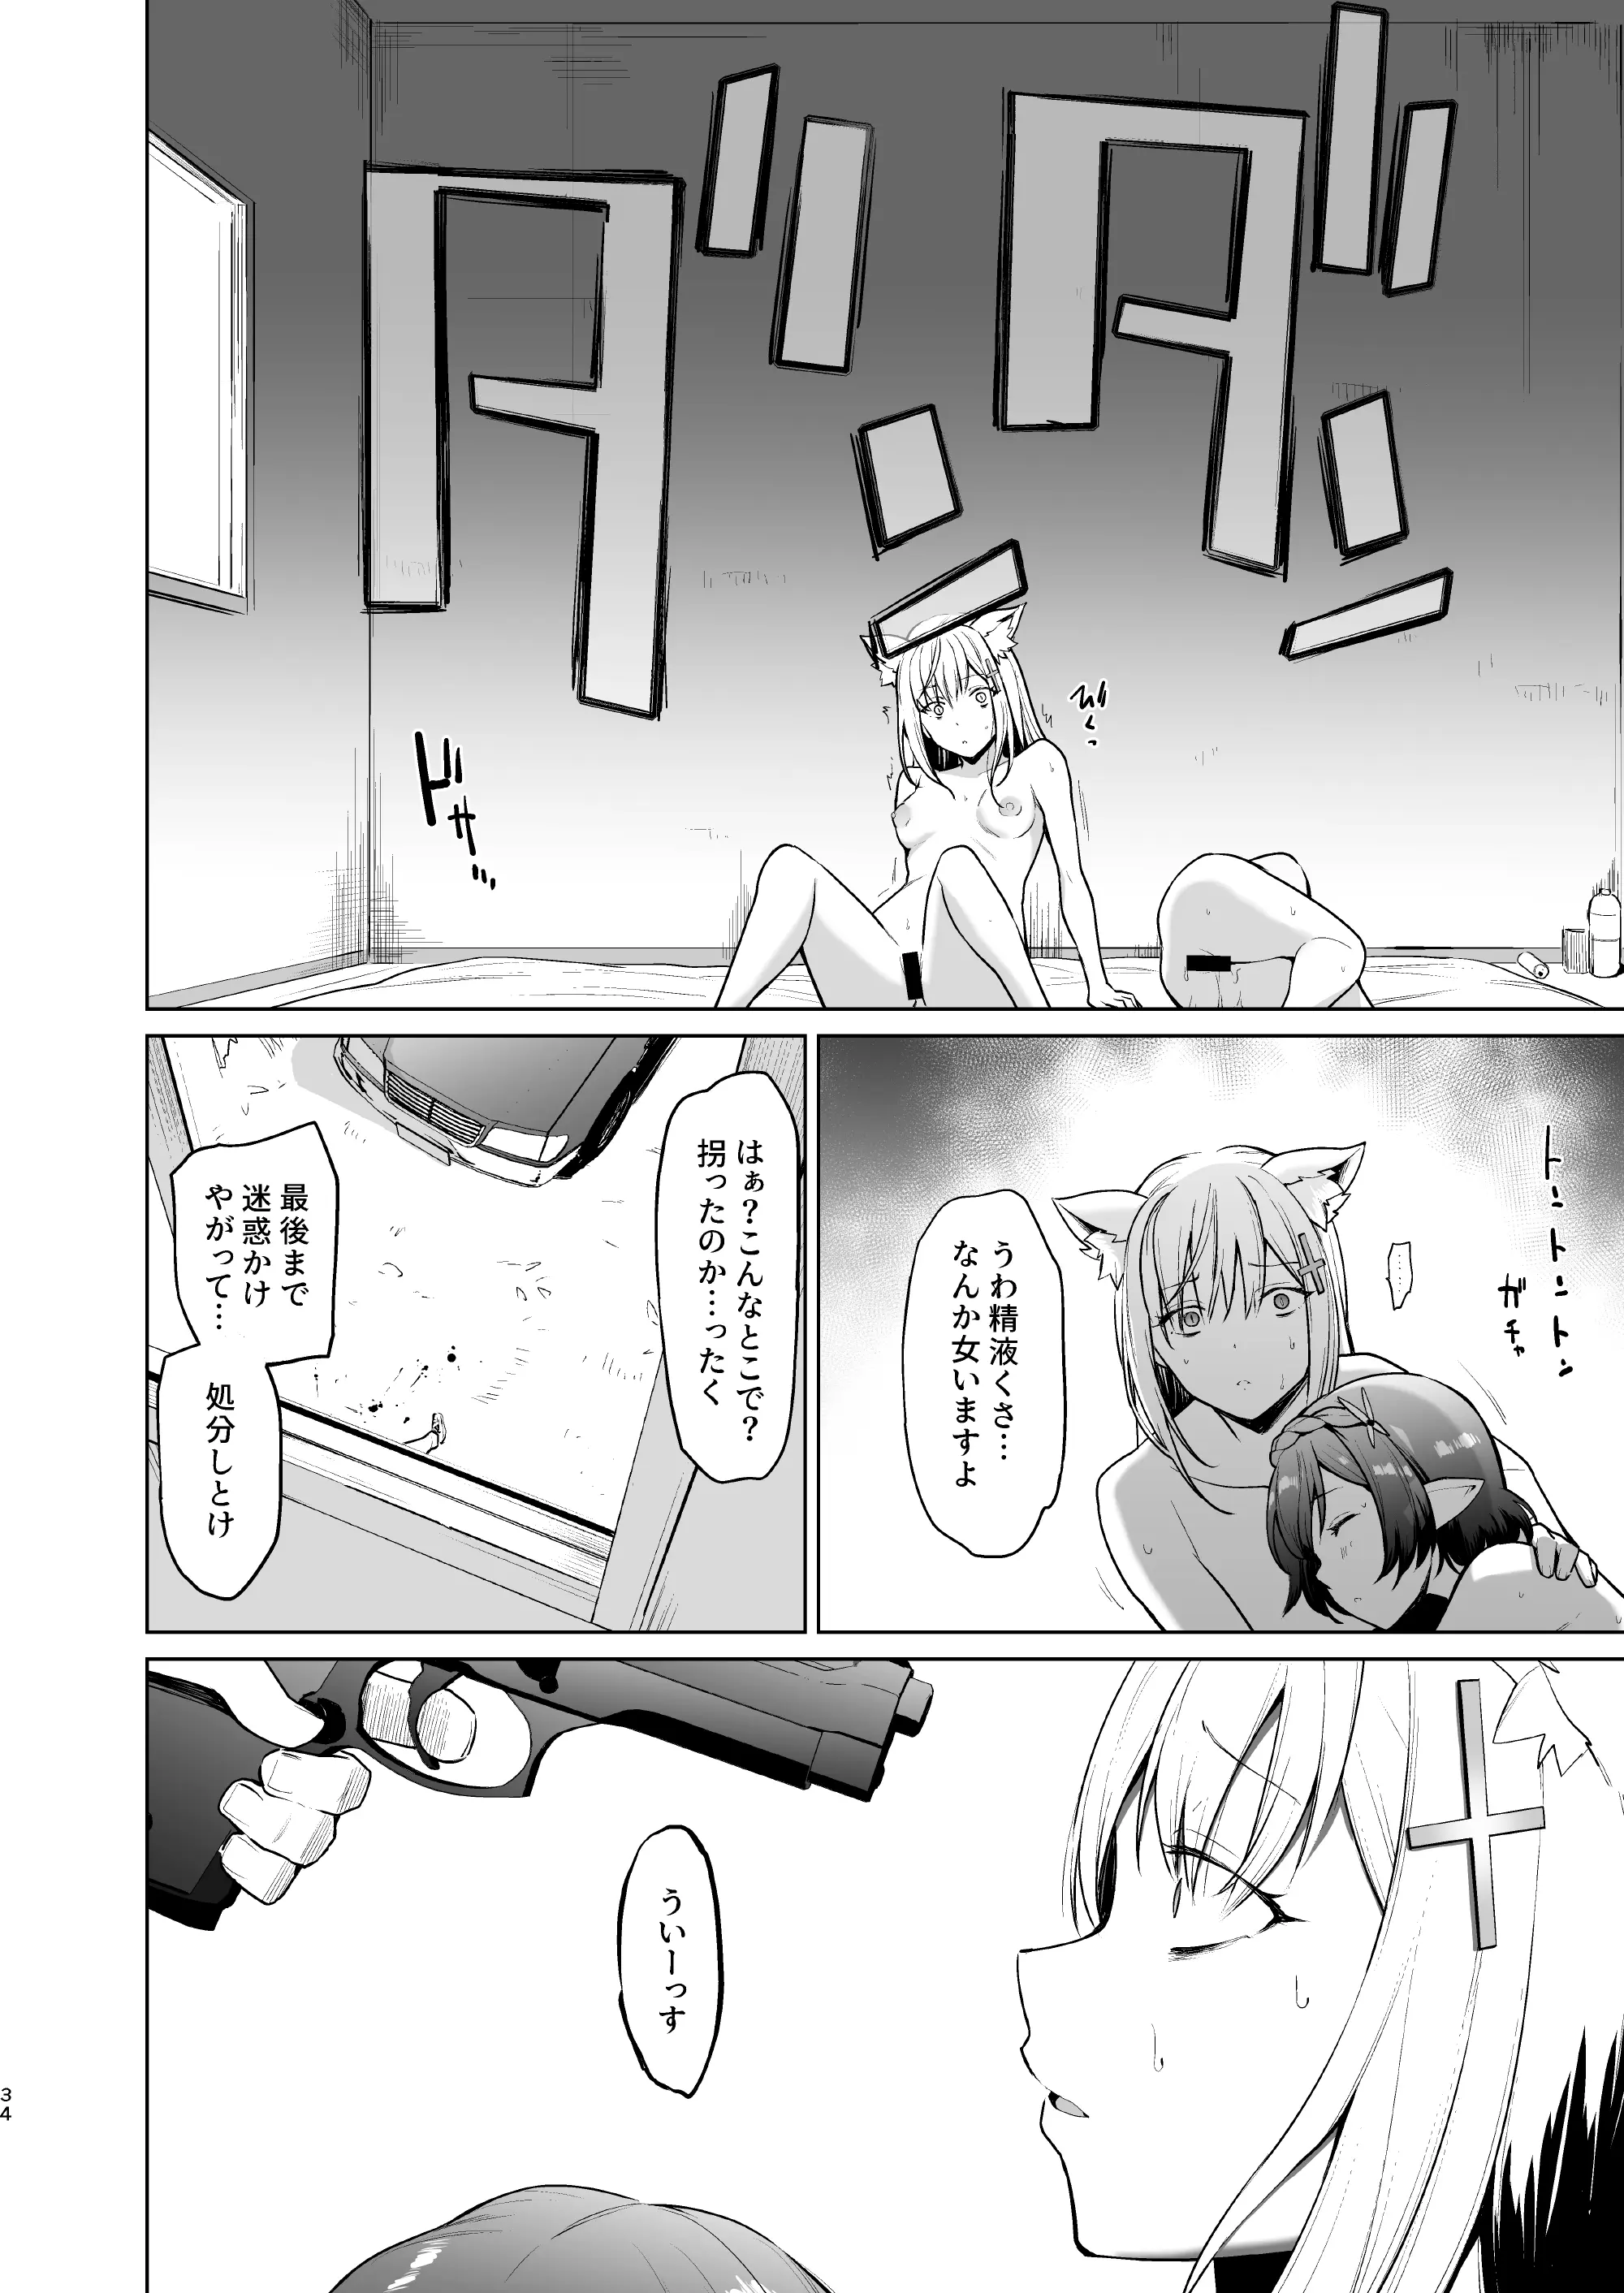 ダンッ
ダンッ
ビくっ
ドサ…
トントントン
ガチャ
……
うわ精液くさ…
なんか女いますよ
はぁ？こんなとこで？
拐ったのか…ったく
最後まで
迷惑かけ
やがって…
処分しとけ
ういーっす
34